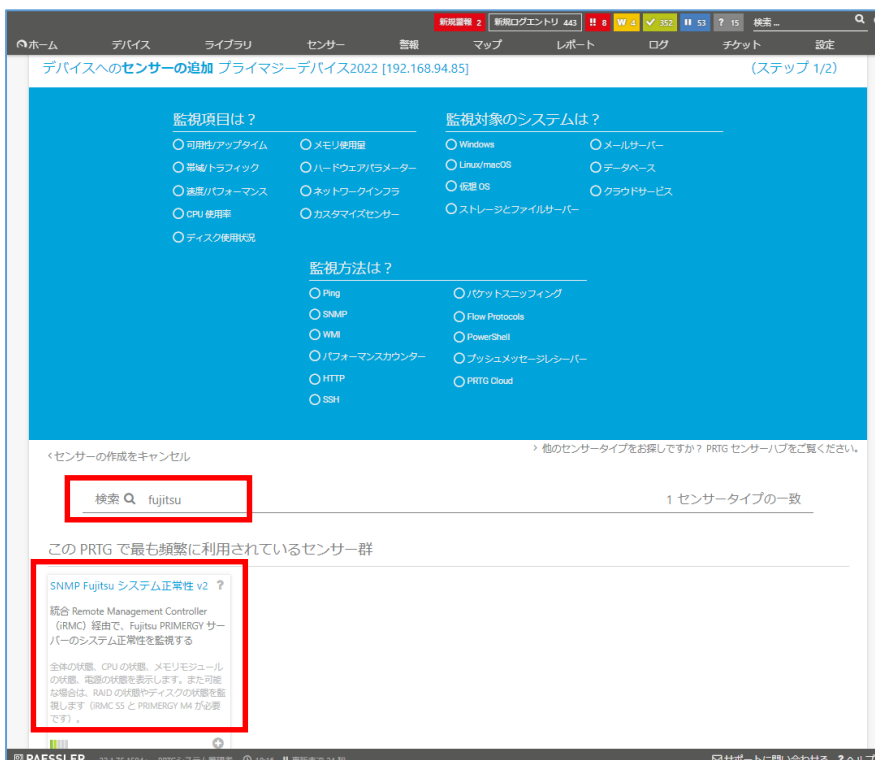 新規警報 2 新規ログエントリ 443 !! 8 W 4 352 53 ? 15 検索 ...
ホーム デバイス ライブラリ センサー 警報 マップ レポート ログ チケット 設定
デバイスへのセンサーの追加 プライマジーデバイス2022 [192.168.94.85] (ステップ 1/2)
監視項目は？
可用性/アップタイム メモリ使用量
帯域/トラフィック ハードウェアパラメーター
速度/パフォーマンス ネットワークインフラ
CPU 使用率 カスタマイズセンサー
ディスク使用状況
監視対象のシステムは？
Windows メールサーバー
Linux/macOS データベース
仮想 OS クラウドサービス
ストレージとファイルサーバー
監視方法は？
Ping パケットスニッフィング
SNMP Flow Protocols
WMI PowerShell
パフォーマンスカウンター プッシュメッセージレシーバー
HTTP PRTG Cloud
SSH
‹センサーの作成をキャンセル
› 他のセンサータイプをお探しですか？ PRTG センサーハブをご覧ください。
検索 fujitsu 1 センサータイプの一致
この PRTG で最も頻繁に利用されているセンサー群
SNMP Fujitsu システム正常性 v2 ?
統合 Remote Management Controller
（iRMC）経由で、Fujitsu PRIMERGY サー
バーのシステム正常性を監視する
全体の状態、CPU の状態、メモリモジュール
の状態、電源の状態を表示します。また可能
な場合は、RAID の状態やディスクの状態を監
視します（iRMC S5 と PRIMERGY M4 が必要
です）。
PAESSLER サポートに問い合わせる ? ヘルプ